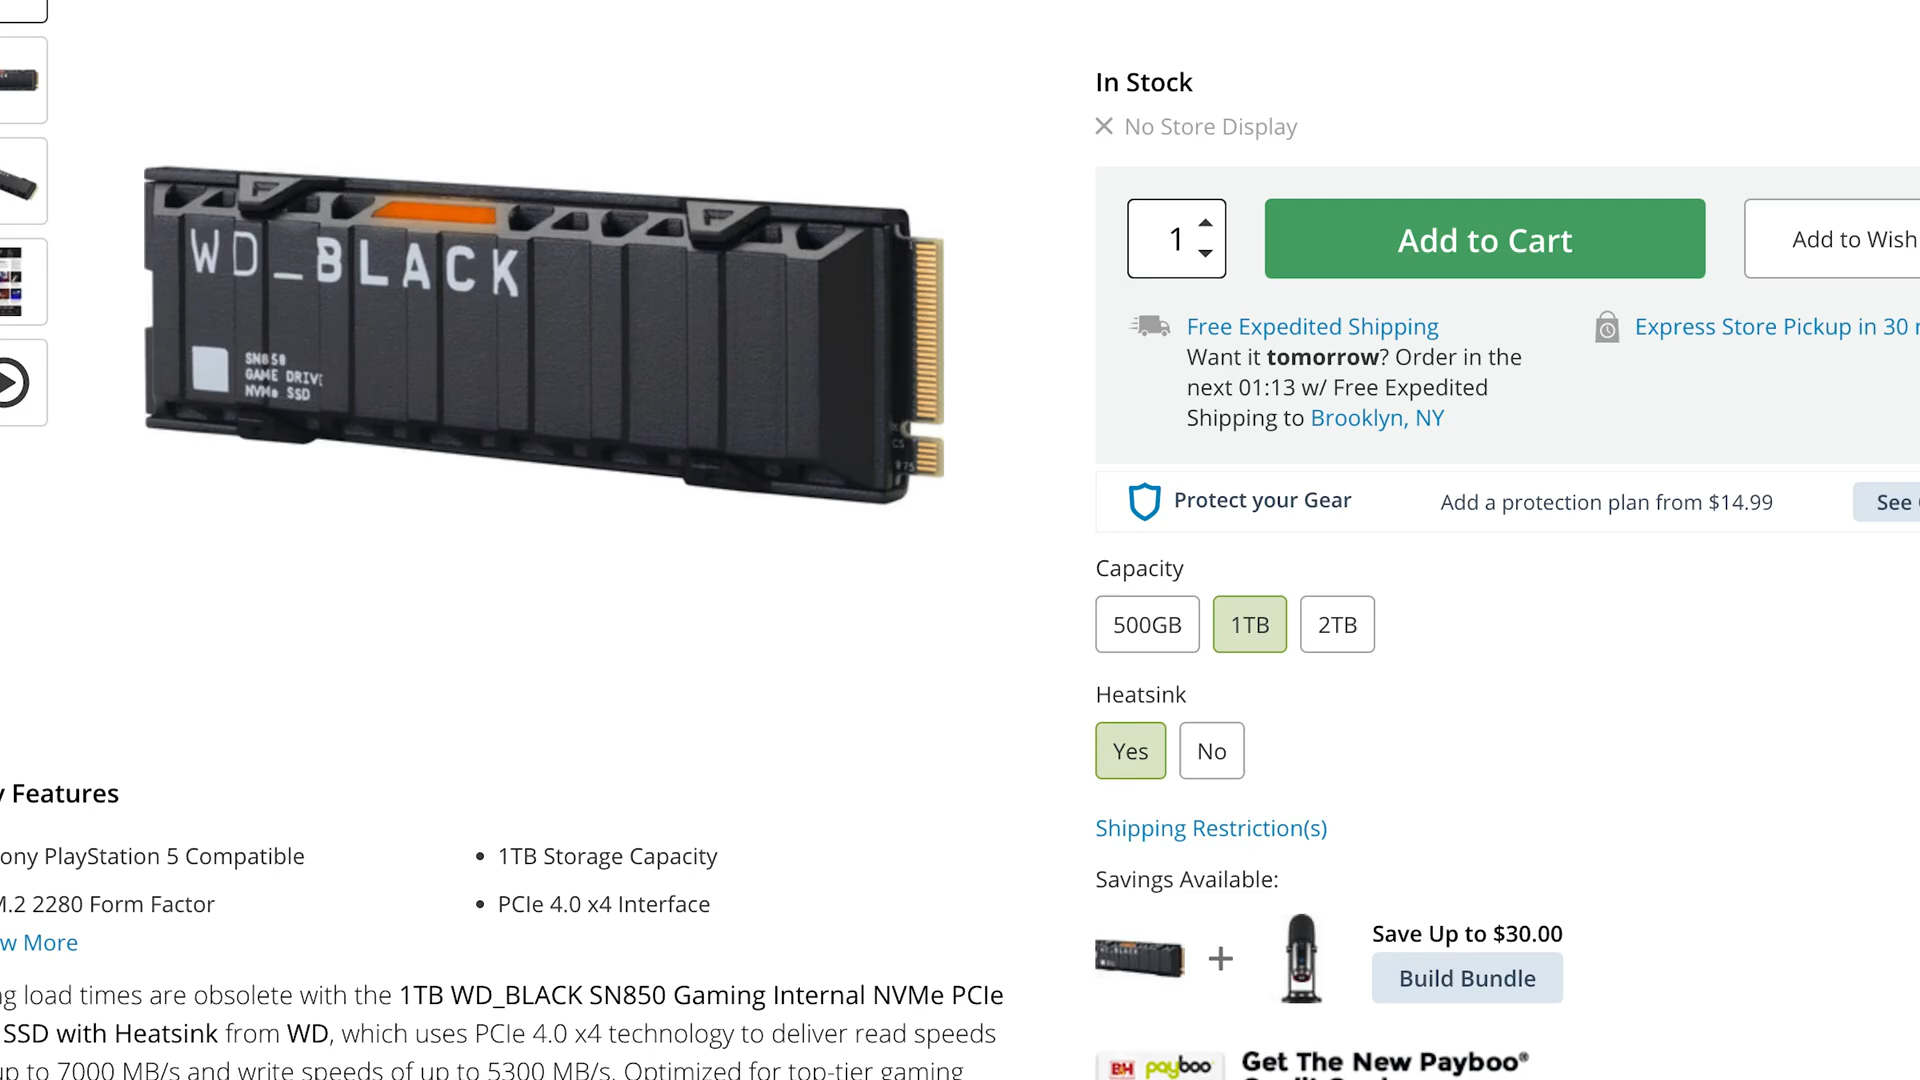 In Stock
No Store Display
1
Add to Cart
Add to Wish
Free Expedited Shipping
Want it tomorrow? Order in the
next 01:13 w/ Free Expedited
Shipping to Brooklyn, NY
Express Store Pickup in 30
Protect your Gear
Add a protection plan from $14.99
See
Capacity
500GB
1TB
2TB
Heatsink
Yes
No
Shipping Restriction(s)
Savings Available:
Save Up to $30.00
Build Bundle
BH payboo
Get The New Payboo®
WD_BLACK
SN850
GAME DRIVE
NVMe SSD
y Features
ony PlayStation 5 Compatible
M.2 2280 Form Factor
w More
• 1TB Storage Capacity
• PCIe 4.0 x4 Interface
g load times are obsolete with the 1TB WD_BLACK SN850 Gaming Internal NVMe PCIe
SSD with Heatsink from WD, which uses PCIe 4.0 x4 technology to deliver read speeds
up to 7000 MB/s and write speeds of up to 5300 MB/s. Optimized for top-tier gaming